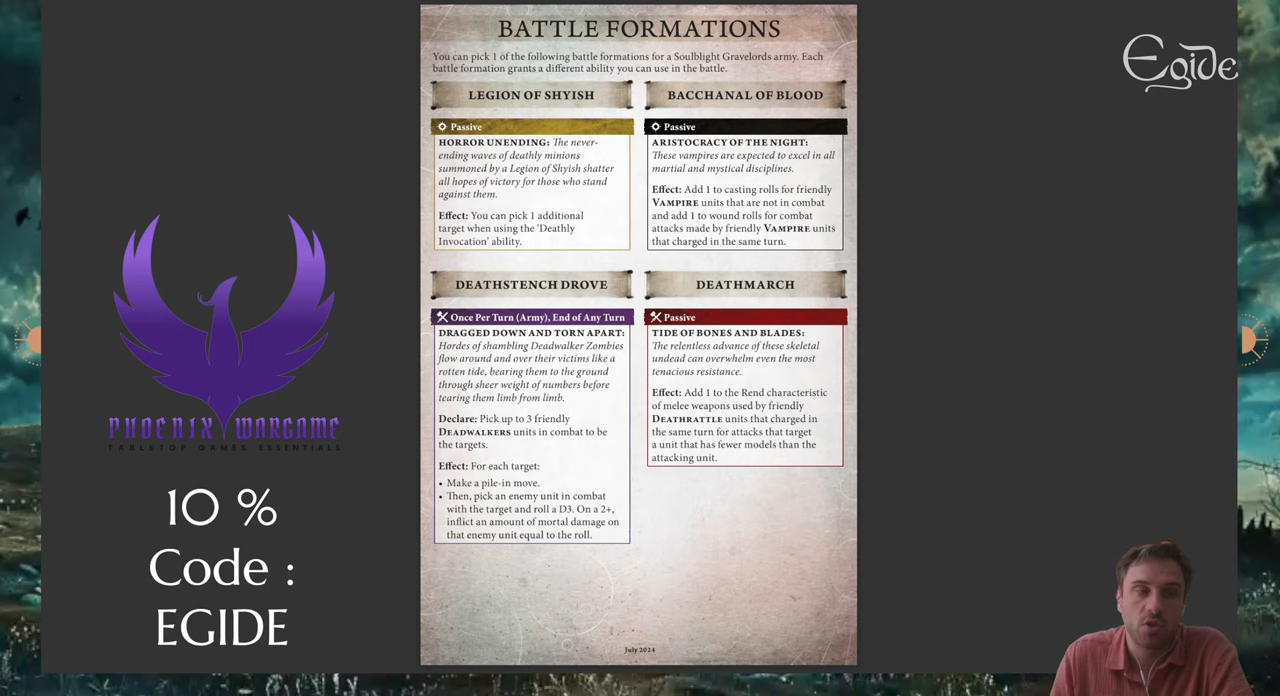 BATTLE FORMATIONS
You can pick 1 of the following battle formations for a Soulblight Gravelords army. Each
battle formation grants a different ability you can use in the battle.
LEGION OF SHYISH
Passive
HORROR UNENDING: The never-
ending waves of deathly minions
summoned by a Legion of Shyish shatter
all hopes of victory for those who stand
against them.
Effect: You can pick 1 additional
target when using the ‘Deathly
Invocation’ ability.
BACCHANAL OF BLOOD
Passive
ARISTOCRACY OF THE NIGHT:
These vampires are expected to excel in all
martial and mystical disciplines.
Effect: Add 1 to casting rolls for friendly
VAMPIRE units that are not in combat
and add 1 to wound rolls for combat
attacks made by friendly VAMPIRE units
that charged in the same turn.
DEATHSTENCH DROVE
Once Per Turn (Army), End of Any Turn
DRAGGED DOWN AND TORN APART:
Hordes of shambling Deadwalker Zombies
flow around and over their victims like a
rotten tide, bearing them to the ground
through sheer weight of numbers before
tearing them limb from limb.
Declare: Pick up to 3 friendly
DEADWALKERS units in combat to be
the targets.
Effect: For each target:
• Make a pile-in move.
• Then, pick an enemy unit in combat
with the target and roll a D3. On a 2+,
inflict an amount of mortal damage on
that enemy unit equal to the roll.
DEATHMARCH
Passive
TIDE OF BONES AND BLADES:
The relentless advance of these skeletal
undead can overwhelm even the most
tenacious resistance.
Effect: Add 1 to the Rend characteristic
of melee weapons used by friendly
DEATHRATTLE units that charged in
the same turn for attacks that target
a unit that has fewer models than the
attacking unit.
July 2024
PHOENIX WARGAME
TABLETOP GAMES ESSENTIALS
10 %
Code :
EGIDE
Egide